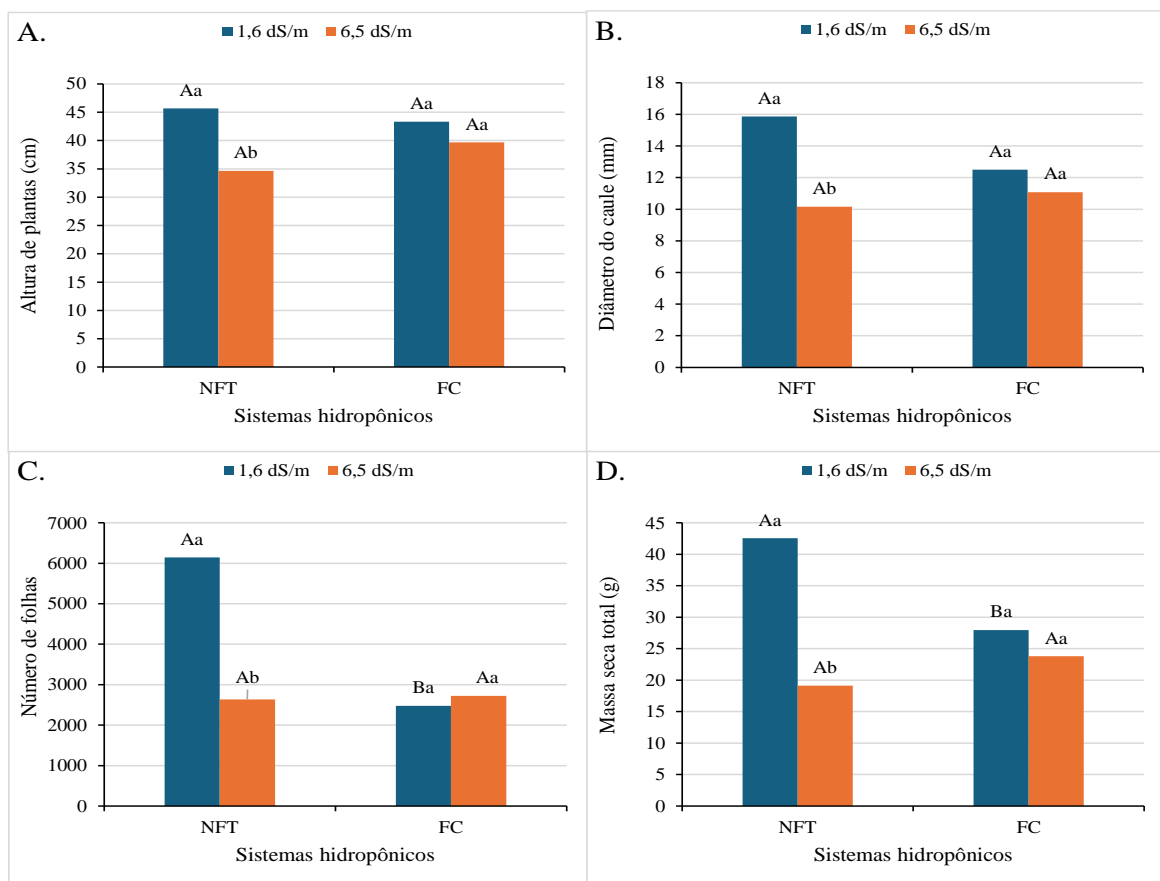 A.
1,6 dS/m 6,5 dS/m
Altura de plantas (cm)
50
45
40
35
30
25
20
15
10
5
0
Aa
Ab
Aa
Aa
NFT FC
Sistemas hidropônicos
B.
1,6 dS/m 6,5 dS/m
Diâmetro do caule (mm)
18
16
14
12
10
8
6
4
2
0
Aa
Ab
Aa
Aa
NFT FC
Sistemas hidropônicos
C.
1,6 dS/m 6,5 dS/m
Número de folhas
7000
6000
5000
4000
3000
2000
1000
0
Aa
Ab
Ba
Aa
NFT FC
Sistemas hidropônicos
D.
1,6 dS/m 6,5 dS/m
Massa seca total (g)
45
40
35
30
25
20
15
10
5
0
Aa
Ab
Ba
Aa
NFT FC
Sistemas hidropônicos